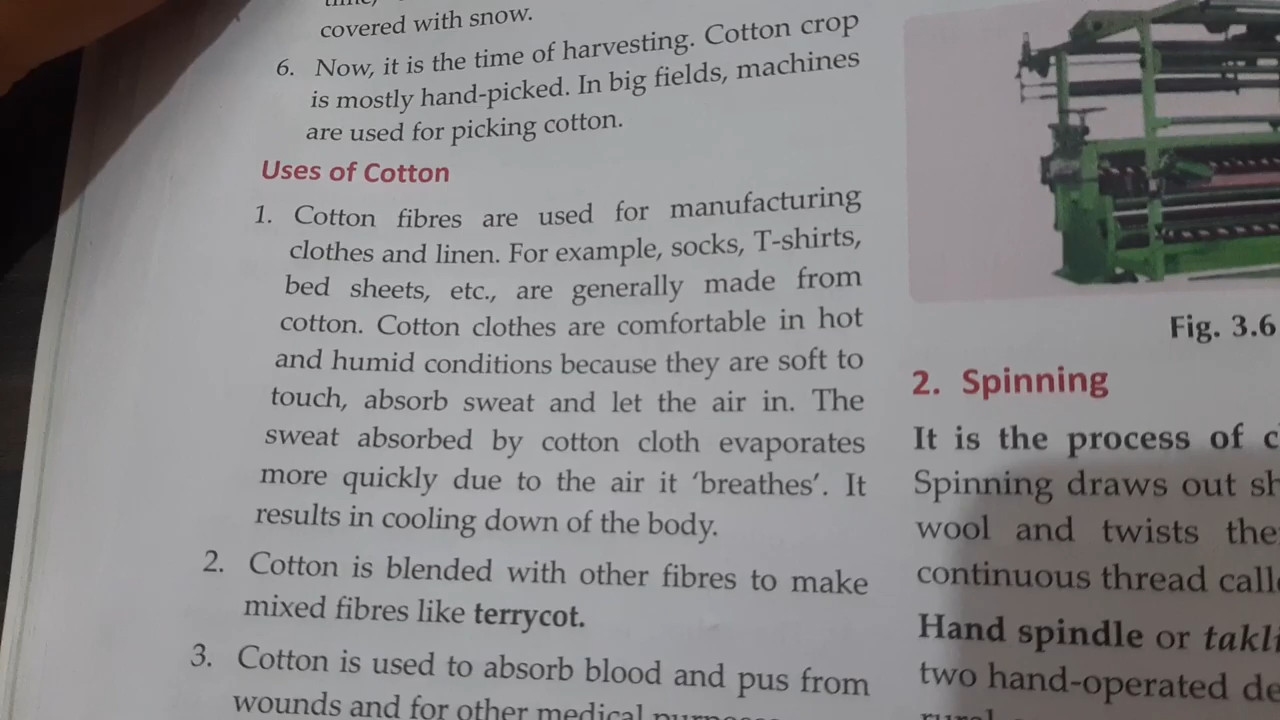 covered with snow.
6. Now, it is the time of harvesting. Cotton crop
is mostly hand-picked. In big fields, machines
are used for picking cotton.
Uses of Cotton
1. Cotton fibres are used for manufacturing
clothes and linen. For example, socks, T-shirts,
bed sheets, etc., are generally made from
cotton. Cotton clothes are comfortable in hot
and humid conditions because they are soft to
touch, absorb sweat and let the air in. The
sweat absorbed by cotton cloth evaporates
more quickly due to the air it ‘breathes’. It
results in cooling down of the body.
2. Cotton is blended with other fibres to make
mixed fibres like terrycot.
3. Cotton is used to absorb blood and pus from
wounds and for other medical
Fig. 3.6
2. Spinning
It is the process of
Spinning draws out
wool and twists the
continuous thread
Hand spindle or
two hand-operated